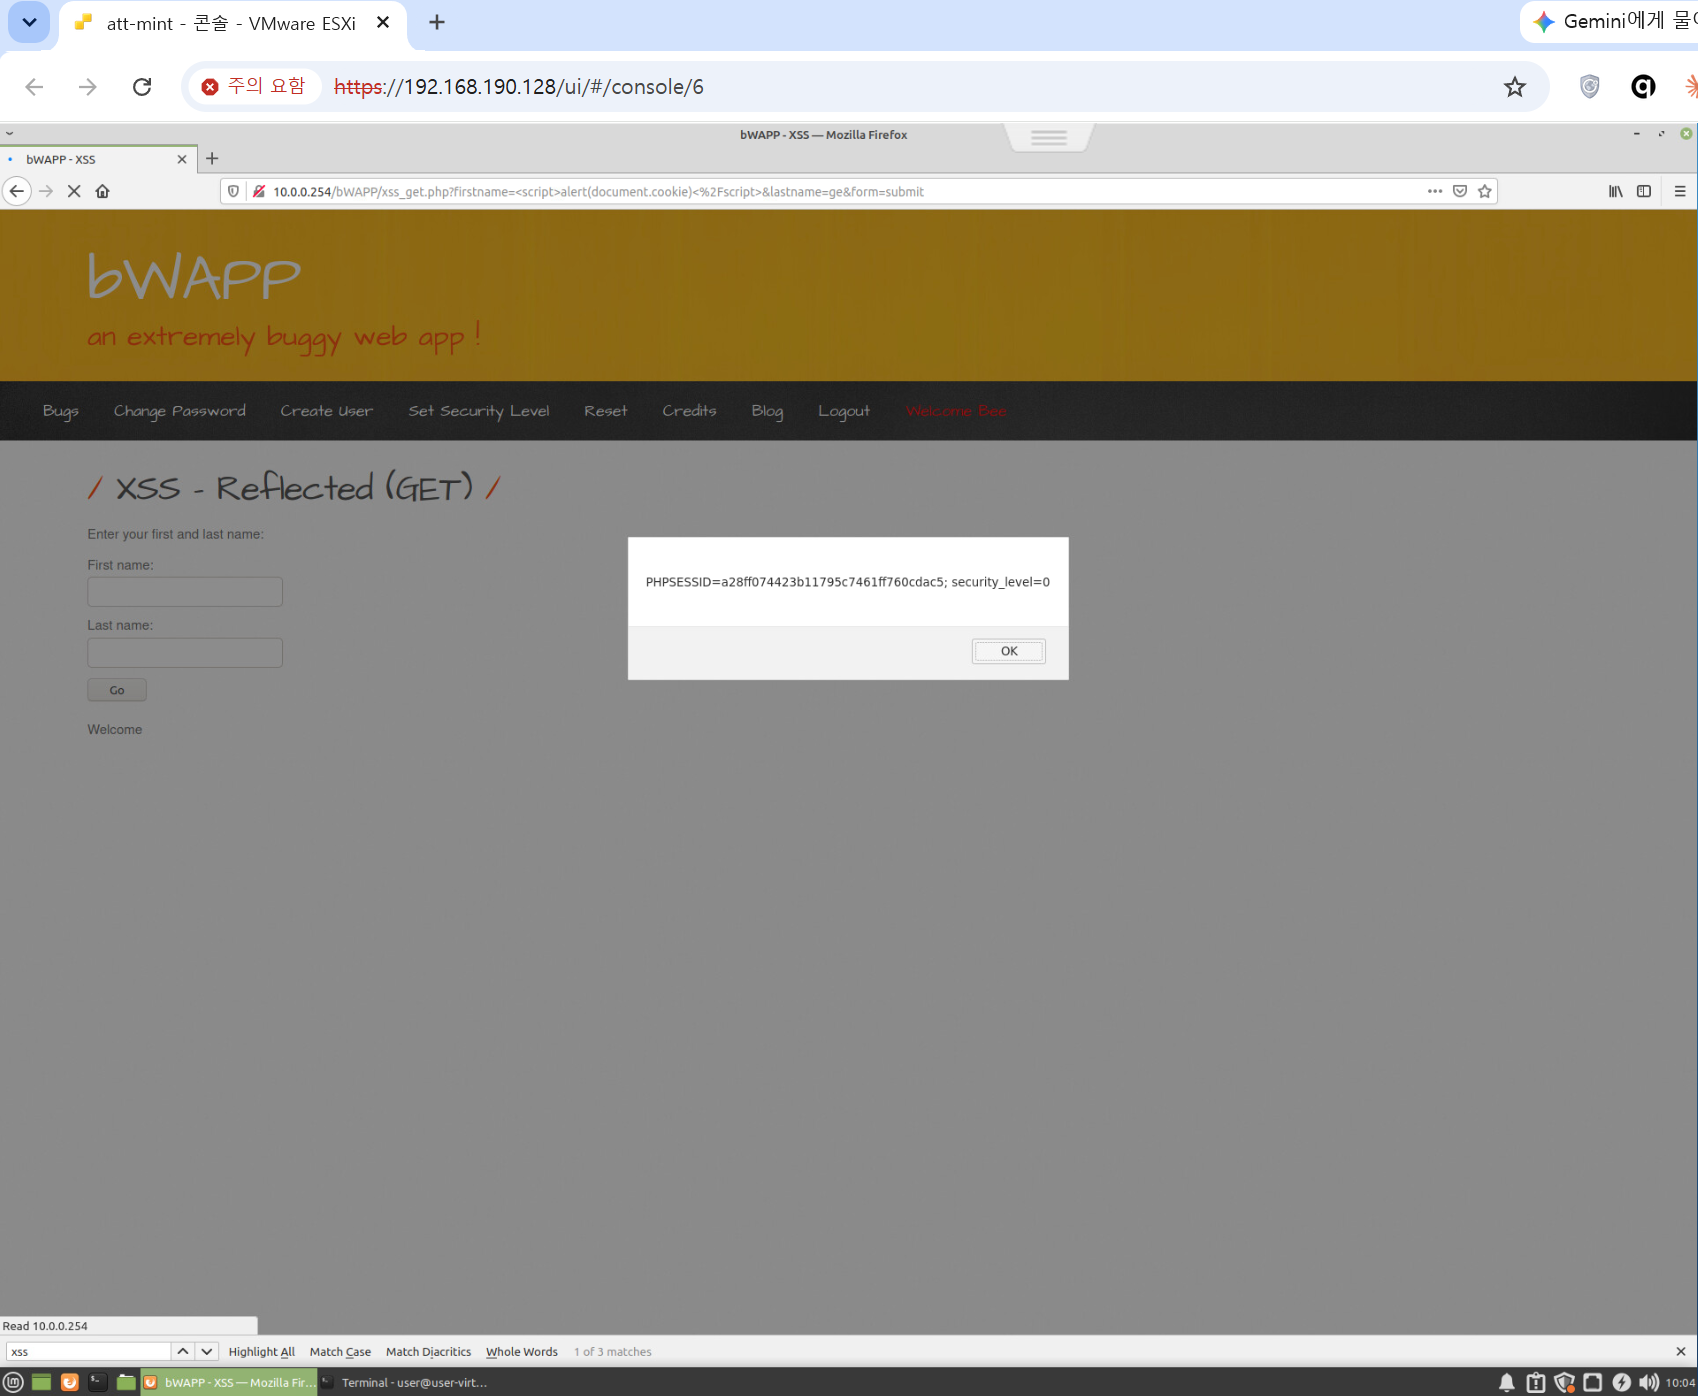 att-mint - 콘솔 - VMware ESXi
Gemini에게
주의 요함
https://192.168.190.128/ui/#/console/6
bWAPP - XSS — Mozilla Firefox
bWAPP - XSS
10.0.0.254/bWAPP/xss_get.php?firstname=<script>alert(document.cookie)<%2Fscript>&lastname=ge&form=submit
bWAPP
an extremely buggy web app !
Bugs Change Password Create User Set Security Level Reset Credits Blog Logout Welcome Bee
/ XSS - Reflected (GET) /
Enter your first and last name:
First name:
Last name:
Go
Welcome
PHPSESSID=a28ff074423b11795c7461ff760cdac5; security_level=0
OK
Read 10.0.0.254
xss Highlight All Match Case Match Diacritics Whole Words 1 of 3 matches
bWAPP - XSS — Mozilla Fir... Terminal - user@user-virt... 10:04